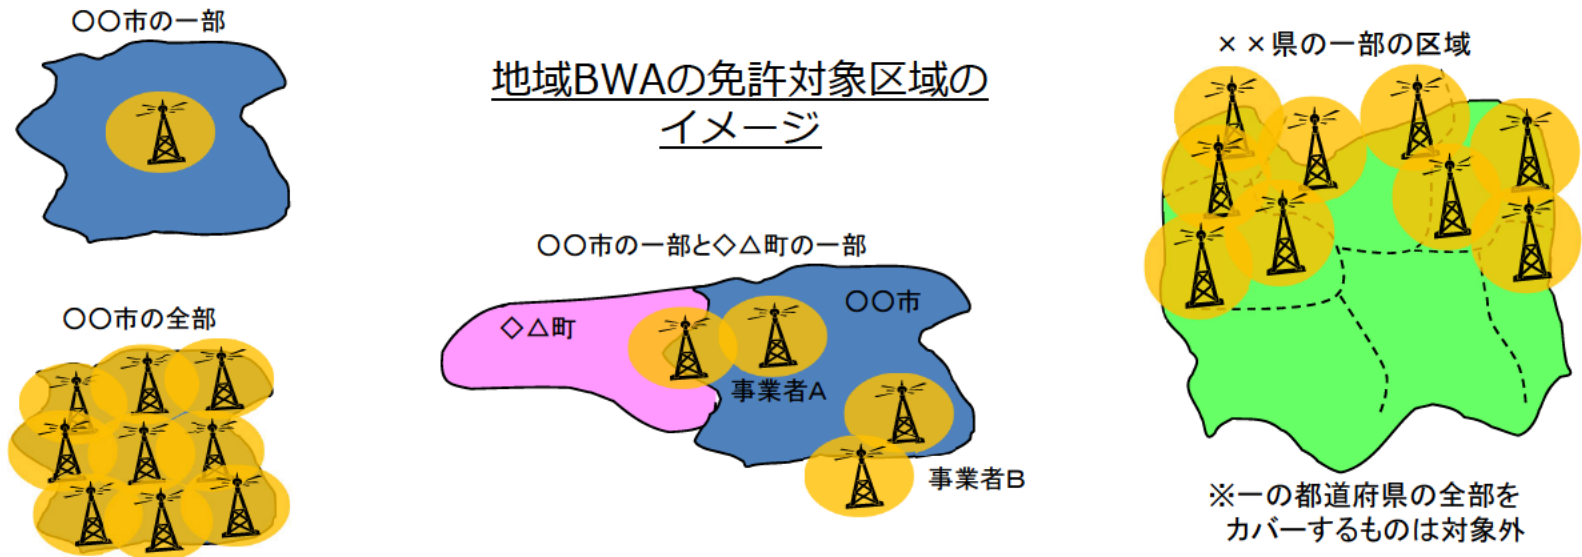 〇〇市の一部
地域BWAの免許対象区域の
イメージ
××県の一部の区域
〇〇市の一部と◇△町の一部
〇〇市
◇△町
事業者A
事業者B
〇〇市の全部
※一の都道府県の全部を
カバーするものは対象外